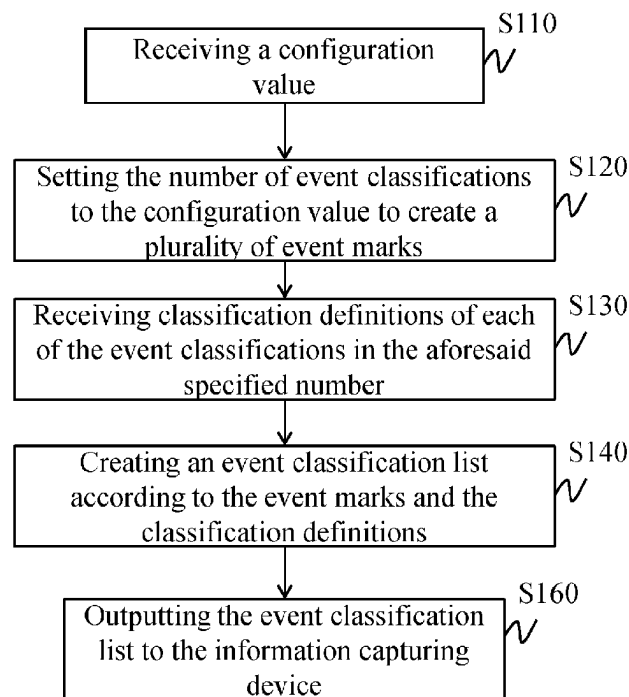 S110
Receiving a configuration
value
S120
Setting the number of event classifications
to the configuration value to create a
plurality of event marks
S130
Receiving classification definitions of each
of the event classifications in the aforesaid
specified number
S140
Creating an event classification list
according to the event marks and the
classification definitions
S160
Outputting the event classification
list to the information capturing
device